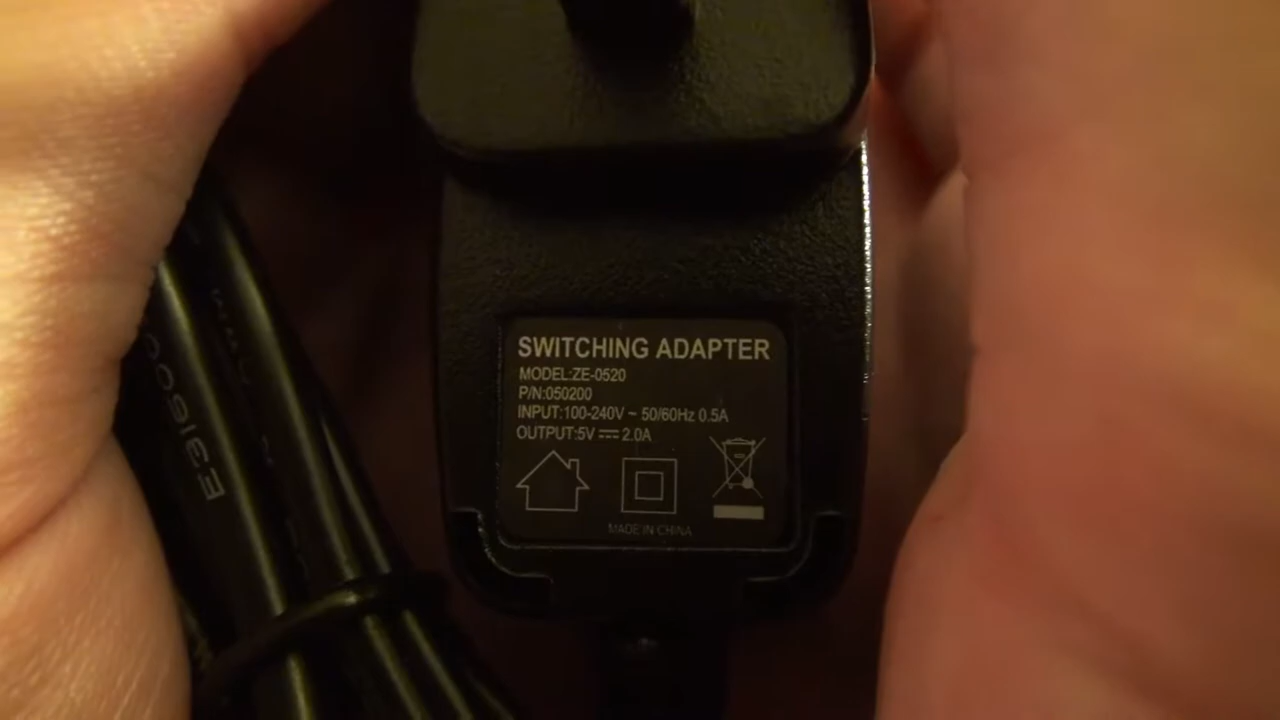 SWITCHING ADAPTER
MODEL:ZE-0520
P/N:050200
INPUT:100-240V ~ 50/60Hz 0.5A
OUTPUT:5V ⎓ 2.0A
MADE IN CHINA